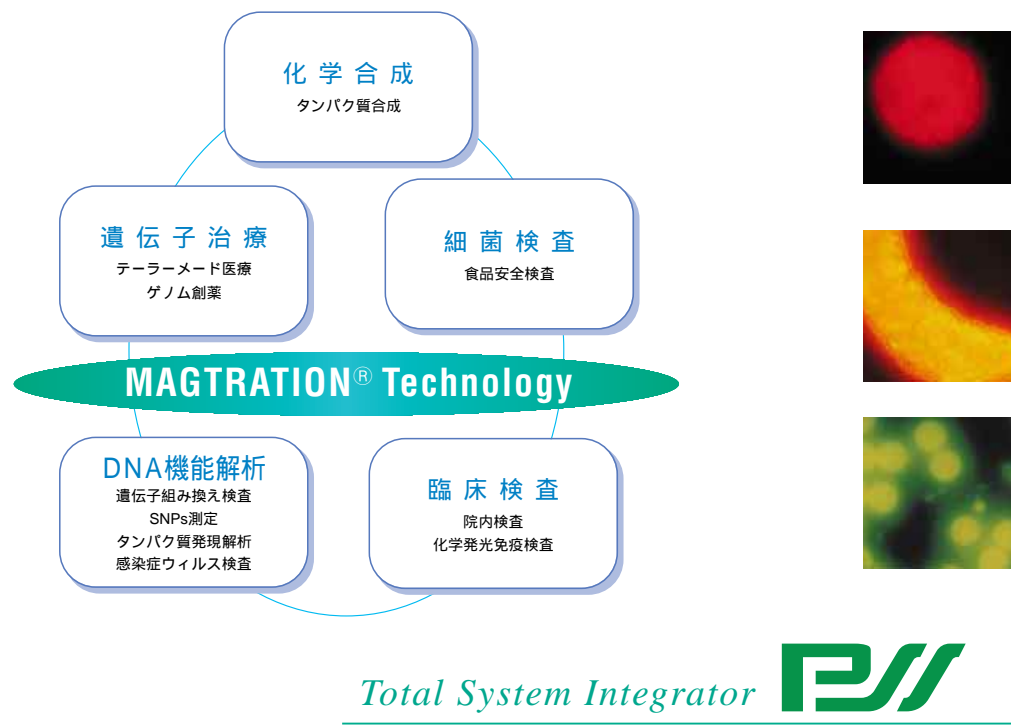 化学合成
タンパク質合成
遺伝子治療
テーラーメード医療
ゲノム創薬
細菌検査
食品安全検査
MAGTRATION® Technology
DNA機能解析
遺伝子組み換え検査
SNPs測定
タンパク質発現解析
感染症ウィルス検査
臨床検査
院内検査
化学発光免疫検査
Total System Integrator
PSS